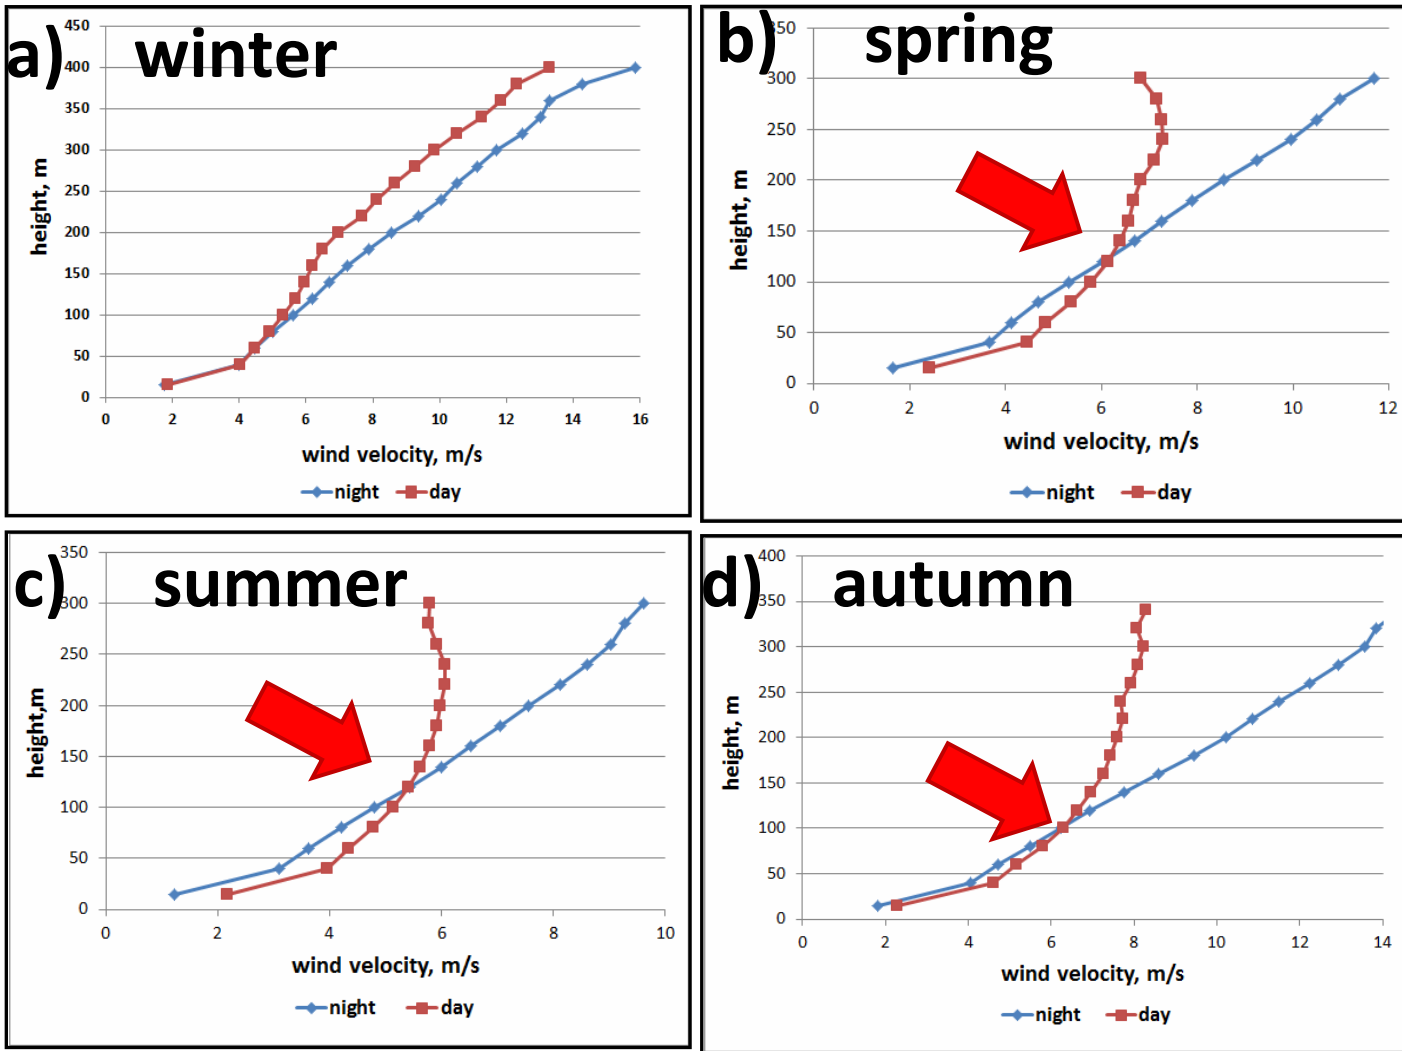 a) winter
450
400
350
300
250
200
150
100
50
0
height, m
0 2 4 6 8 10 12 14 16
wind velocity, m/s
night day
b) spring
350
300
250
200
150
100
50
0
height, m
0 2 4 6 8 10 12
wind velocity, m/s
night day
c) summer
350
300
250
200
150
100
50
0
height,m
0 2 4 6 8 10
wind velocity, m/s
night day
d) autumn
400
350
300
250
200
150
100
50
0
height, m
0 2 4 6 8 10 12 14
wind velocity, m/s
night day